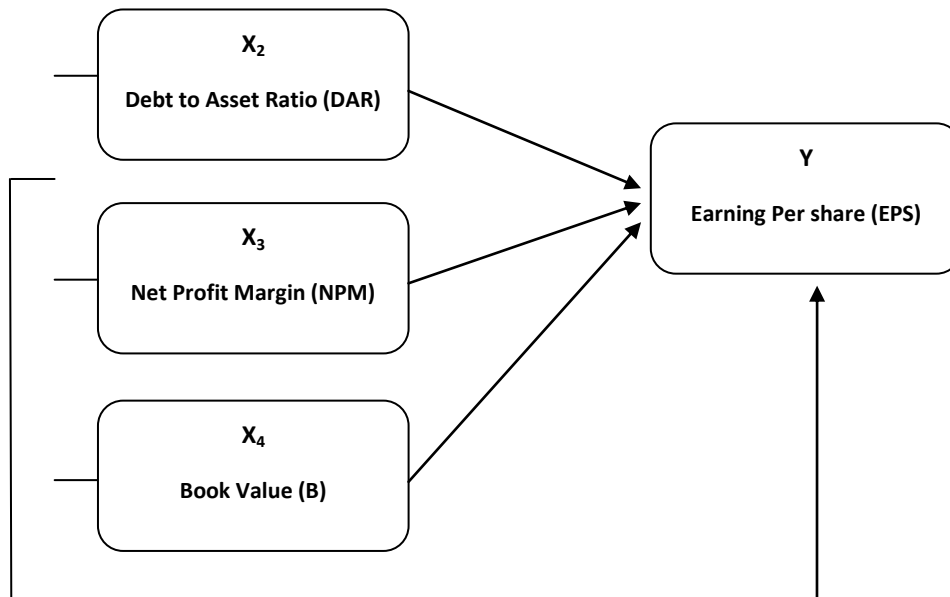 X₂
Debt to Asset Ratio (DAR)
Y
Earning Per share (EPS)
X₃
Net Profit Margin (NPM)
X₄
Book Value (B)